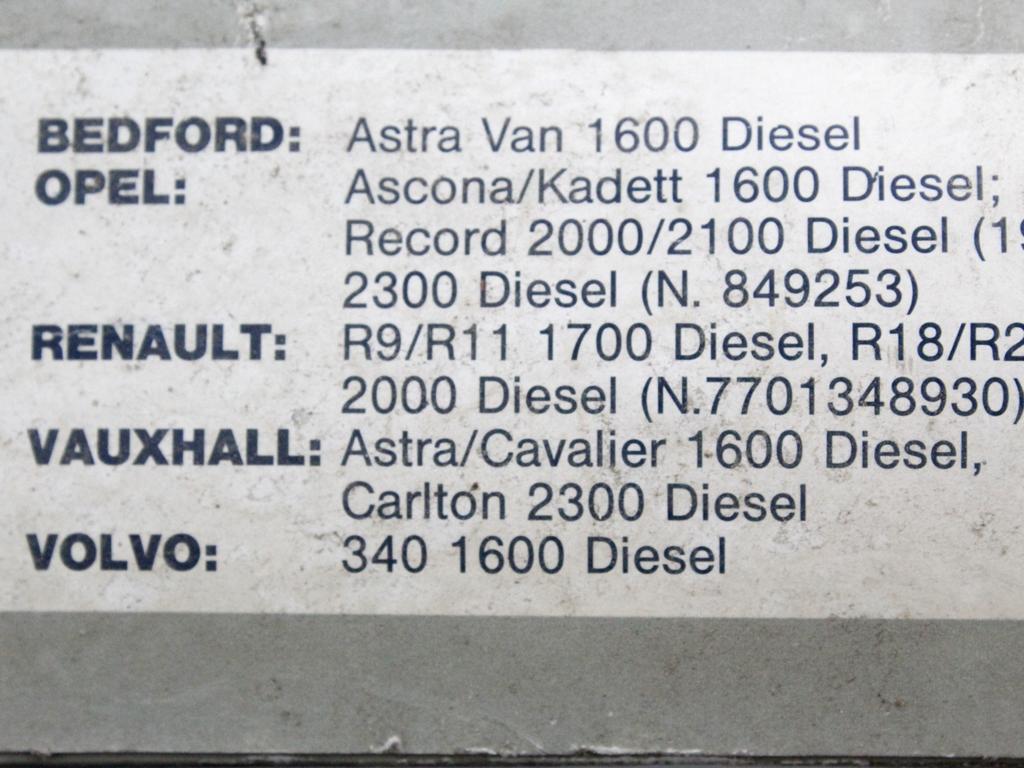 BEDFORD: Astra Van 1600 Diesel
OPEL: Ascona/Kadett 1600 Diesel;
Record 2000/2100 Diesel
2300 Diesel (N. 849253)
RENAULT: R9/R11 1700 Diesel,
2000 Diesel (N.7701348930)
VAUXHALL: Astra/Cavalier 1600 Diesel,
Carlton 2300 Diesel
VOLVO: 340 1600 Diesel